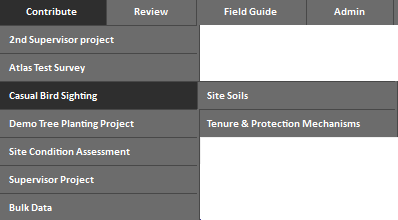 Contribute Review Field Guide Admin
2nd Supervisor project
Atlas Test Survey
Casual Bird Sighting Site Soils
Demo Tree Planting Project Tenure & Protection Mechanisms
Site Condition Assessment
Supervisor Project
Bulk Data